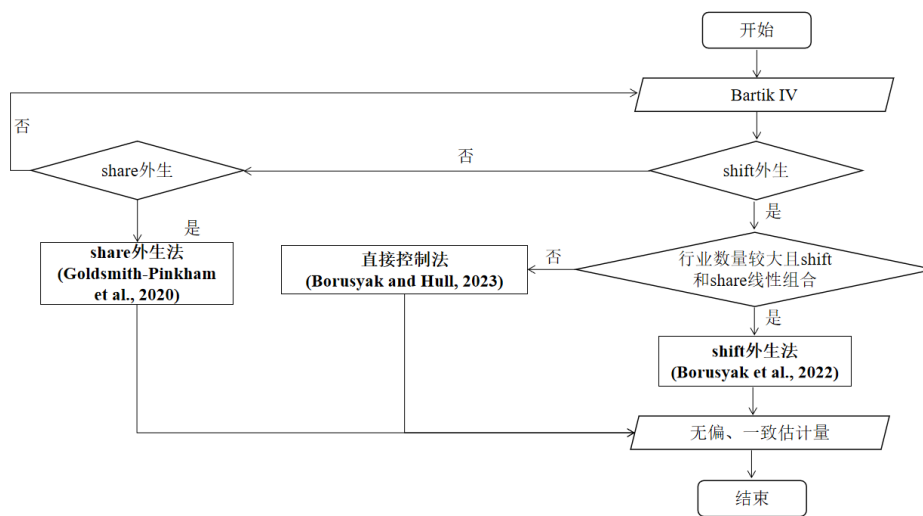 开始
Bartik IV
否
否
share外生
shift外生
是
是
share外生法
(Goldsmith-Pinkham
et al., 2020)
直接控制法
(Borusyak and Hull, 2023)
否
行业数量较大且shift
和share线性组合
是
shift外生法
(Borusyak et al., 2022)
无偏、一致估计量
结束